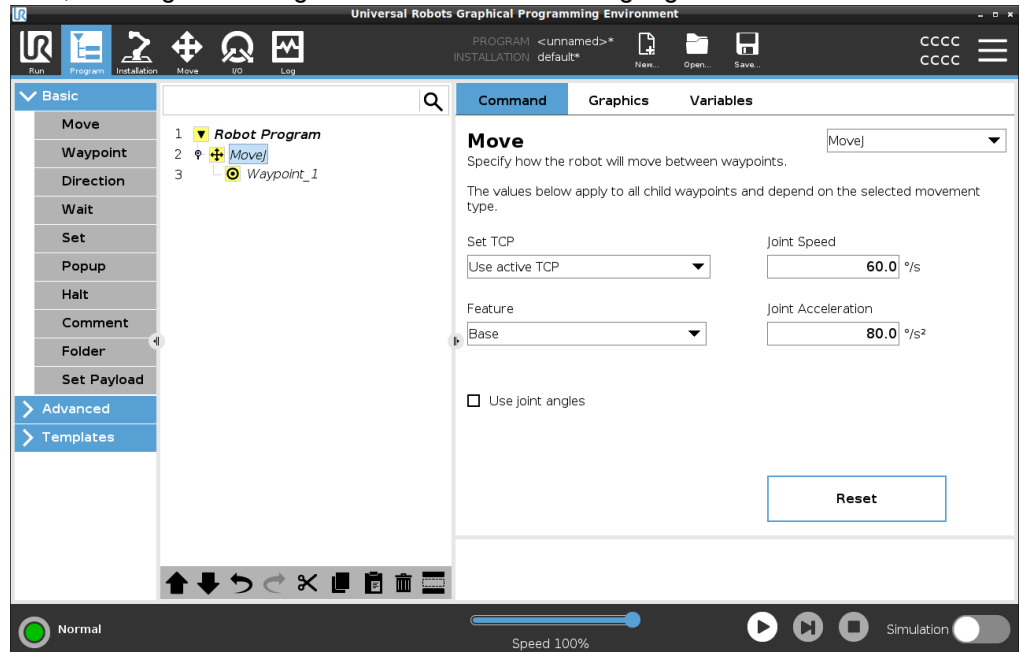 Universal Robots Graphical Programming Environment
UR
PROGRAM <unnamed>*
INSTALLATION default*
Run
Program
Installation
Move
I/O
Log
New...
Open...
Save...
CCCC
CCCC
Basic
Move
Waypoint
Direction
Wait
Set
Popup
Halt
Comment
Folder
Set Payload
Advanced
Templates
1 Robot Program
2 MoveJ
3 Waypoint_1
Command Graphics Variables
Move
MoveJ
Specify how the robot will move between waypoints.
The values below apply to all child waypoints and depend on the selected movement
type.
Set TCP
Joint Speed
Use active TCP
60.0 °/s
Feature
Joint Acceleration
Base
80.0 °/s²
Use joint angles
Reset
Normal
Speed 100%
Simulation